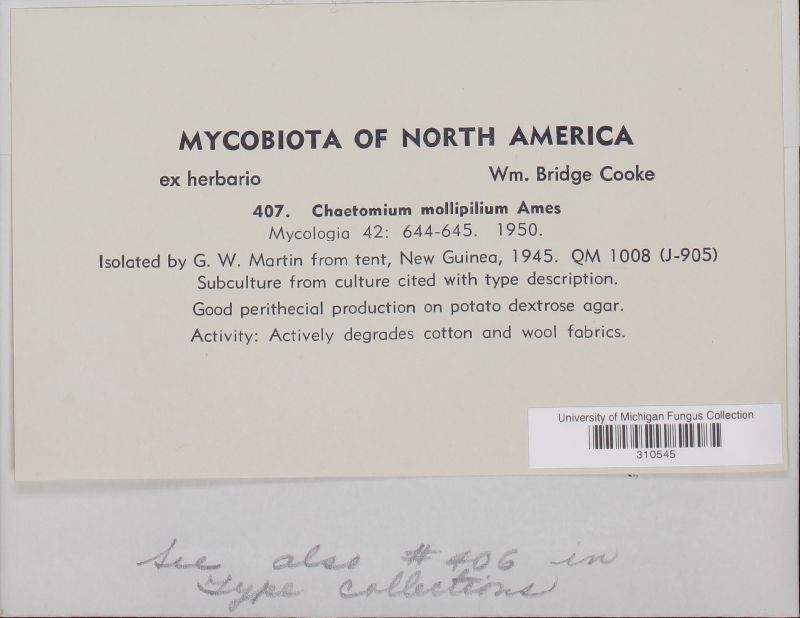 MYCOBIOTA OF NORTH AMERICA
ex herbario Wm. Bridge Cooke
407. Chaetomium mollipilium Ames
Mycologia 42: 644-645. 1950.
Isolated by G. W. Martin from tent, New Guinea, 1945. QM 1008 (J-905)
Subculture from culture cited with type description.
Good perithecial production on potato dextrose agar.
Activity: Actively degrades cotton and wool fabrics.
University of Michigan Fungus Collection
310545
See also # 406 in
Type collections